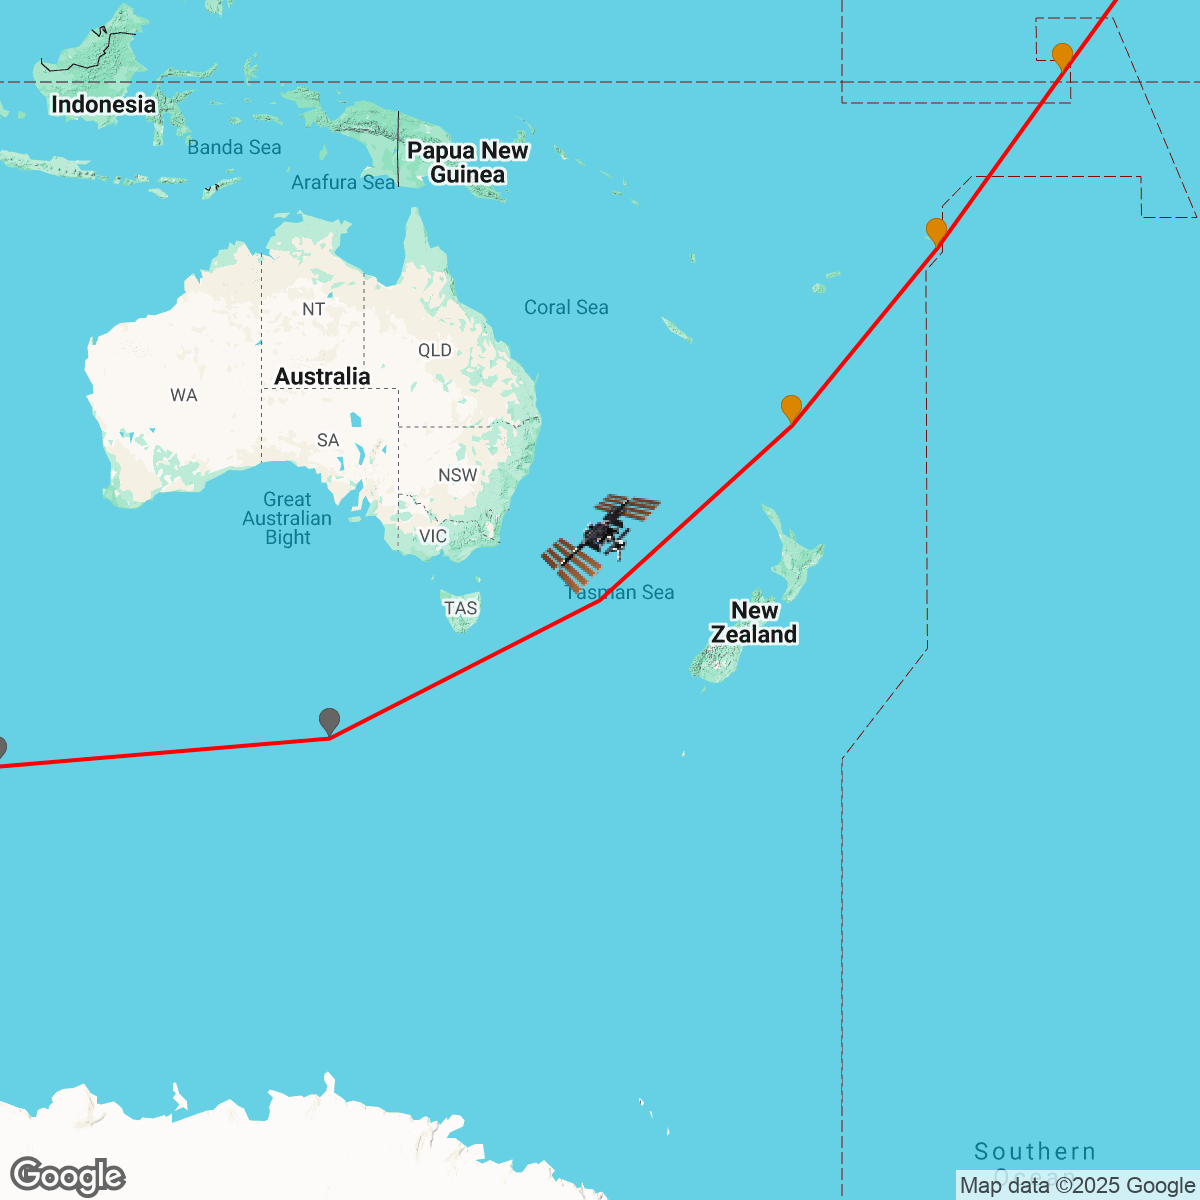 Indonesia
Banda Sea
Papua New
Guinea
Arafura Sea
NT
Coral Sea
QLD
Australia
WA
SA
NSW
Great
Australian
Bight
VIC
Tasman Sea
TAS
New
Zealand
Southern
Ocean
Google
Map data ©2025 Google